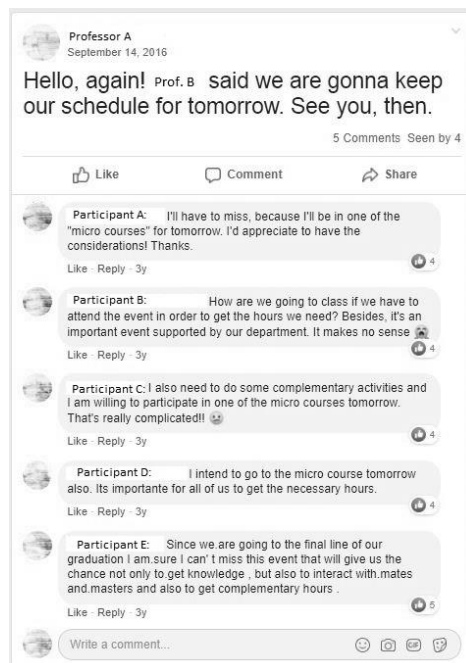 Professor A
September 14, 2016
Hello, again! Prof. B said we are gonna keep
our schedule for tomorrow. See you, then.
5 Comments Seen by 4
Like Comment Share
Participant A: I'll have to miss, because I'll be in one of the
"micro courses" for tomorrow. I'd appreciate to have the
considerations! Thanks.
Like · Reply · 3y
4
Participant B: How are we going to class if we have to
attend the event in order to get the hours we need? Besides, it's an
important event supported by our department. It makes no sense
Like · Reply · 3y
4
Participant C: I also need to do some complementary activities and
I am willing to participate in one of the micro courses tomorrow.
That's really complicated!!
Like · Reply · 3y
4
Participant D: I intend to go to the micro course tomorrow
also. Its importante for all of us to get the necessary hours.
Like · Reply · 3y
4
Participant E: Since we.are going to the final line of our
graduation I am.sure I can' t miss this event that will give us the
chance not only to.get knowledge , but also to interact with.mates
and.masters and also to get complementary hours .
Like · Reply · 3y
5
Write a comment...
GIF